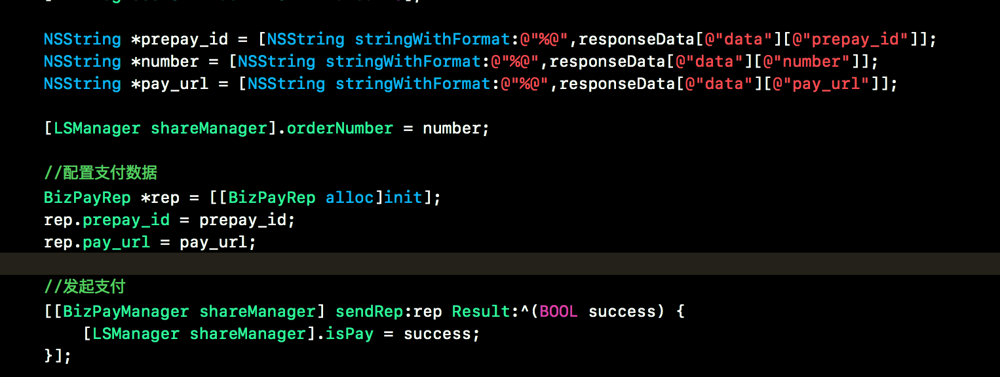 NSString *prepay_id = [NSString stringWithFormat:@"%@",responseData[@"data"][@"prepay_id"]];
NSString *number = [NSString stringWithFormat:@"%@",responseData[@"data"][@"number"]];
NSString *pay_url = [NSString stringWithFormat:@"%@",responseData[@"data"][@"pay_url"]];
[LSManager shareManager].orderNumber = number;
//配置支付数据
BizPayRep *rep = [[BizPayRep alloc]init];
rep.prepay_id = prepay_id;
rep.pay_url = pay_url;
//发起支付
[[BizPayManager shareManager] sendRep:rep Result:^(BOOL success) {
    [LSManager shareManager].isPay = success;
}];